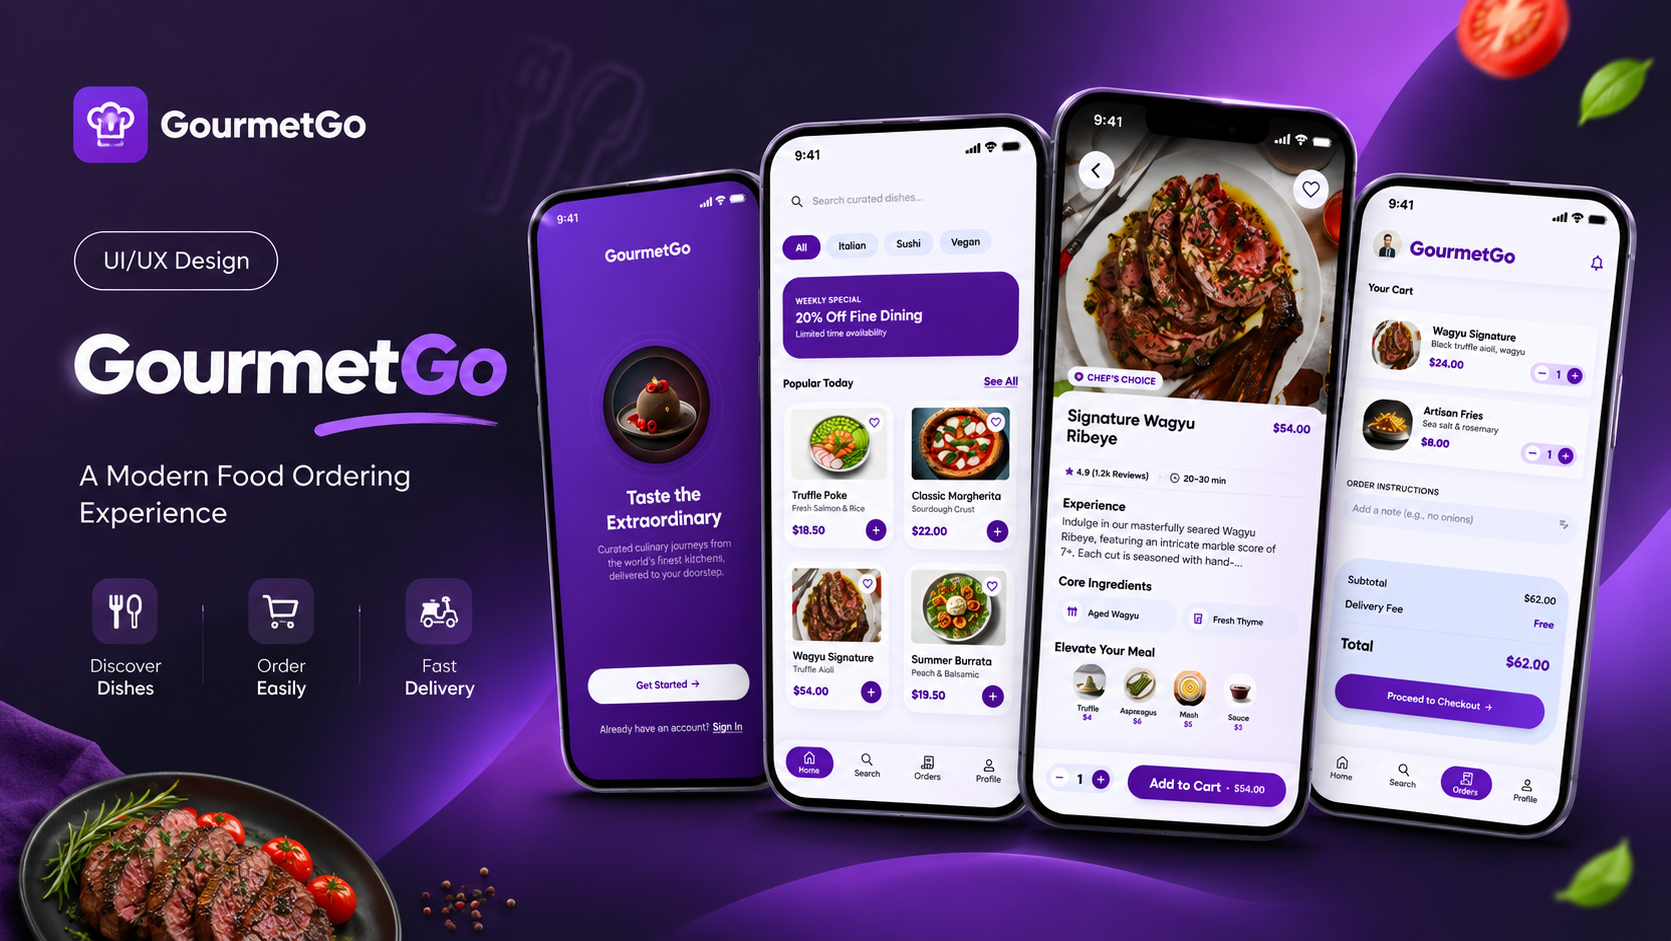 GourmetGo
UI/UX Design
GourmetGo
A Modern Food Ordering
Experience
Discover
Dishes
Order
Easily
Fast
Delivery
9:41
GourmetGo
Taste the
Extraordinary
Curated culinary journeys from
the world's finest kitchens,
delivered to your doorstep.
Get Started →
Already have an account? Sign In
9:41
Search curated dishes...
All
Italian
Sushi
Vegan
WEEKLY SPECIAL
20% Off Fine Dining
Limited time availability
Popular Today
See All
Truffle Poke
Fresh Salmon & Rice
$18.50
+
Classic Margherita
Sourdough Crust
$22.00
+
Wagyu Signature
Truffle Aioli
$54.00
+
Summer Burrata
Peach & Balsamic
$19.50
+
Home
Search
Orders
Profile
9:41
CHEF'S CHOICE
Signature Wagyu
Ribeye
$54.00
4.9 (1.2k Reviews)
20-30 min
Experience
Indulge in our masterfully seared Wagyu
Ribeye, featuring an intricate marble score of
7+. Each cut is seasoned with hand-...
Core Ingredients
Aged Wagyu
Fresh Thyme
Elevate Your Meal
Truffle
$4
Asparagus
$6
Mash
$5
Sauce
$5
− 1 +
Add to Cart • $54.00
9:41
GourmetGo
Your Cart
Wagyu Signature
Black truffle aioli, wagyu
$24.00
− 1 +
Artisan Fries
Sea salt & rosemary
$8.00
− 1 +
ORDER INSTRUCTIONS
Add a note (e.g., no onions)
Subtotal
$62.00
Delivery Fee
Free
Total
$62.00
Proceed to Checkout →
Home
Search
Orders
Profile